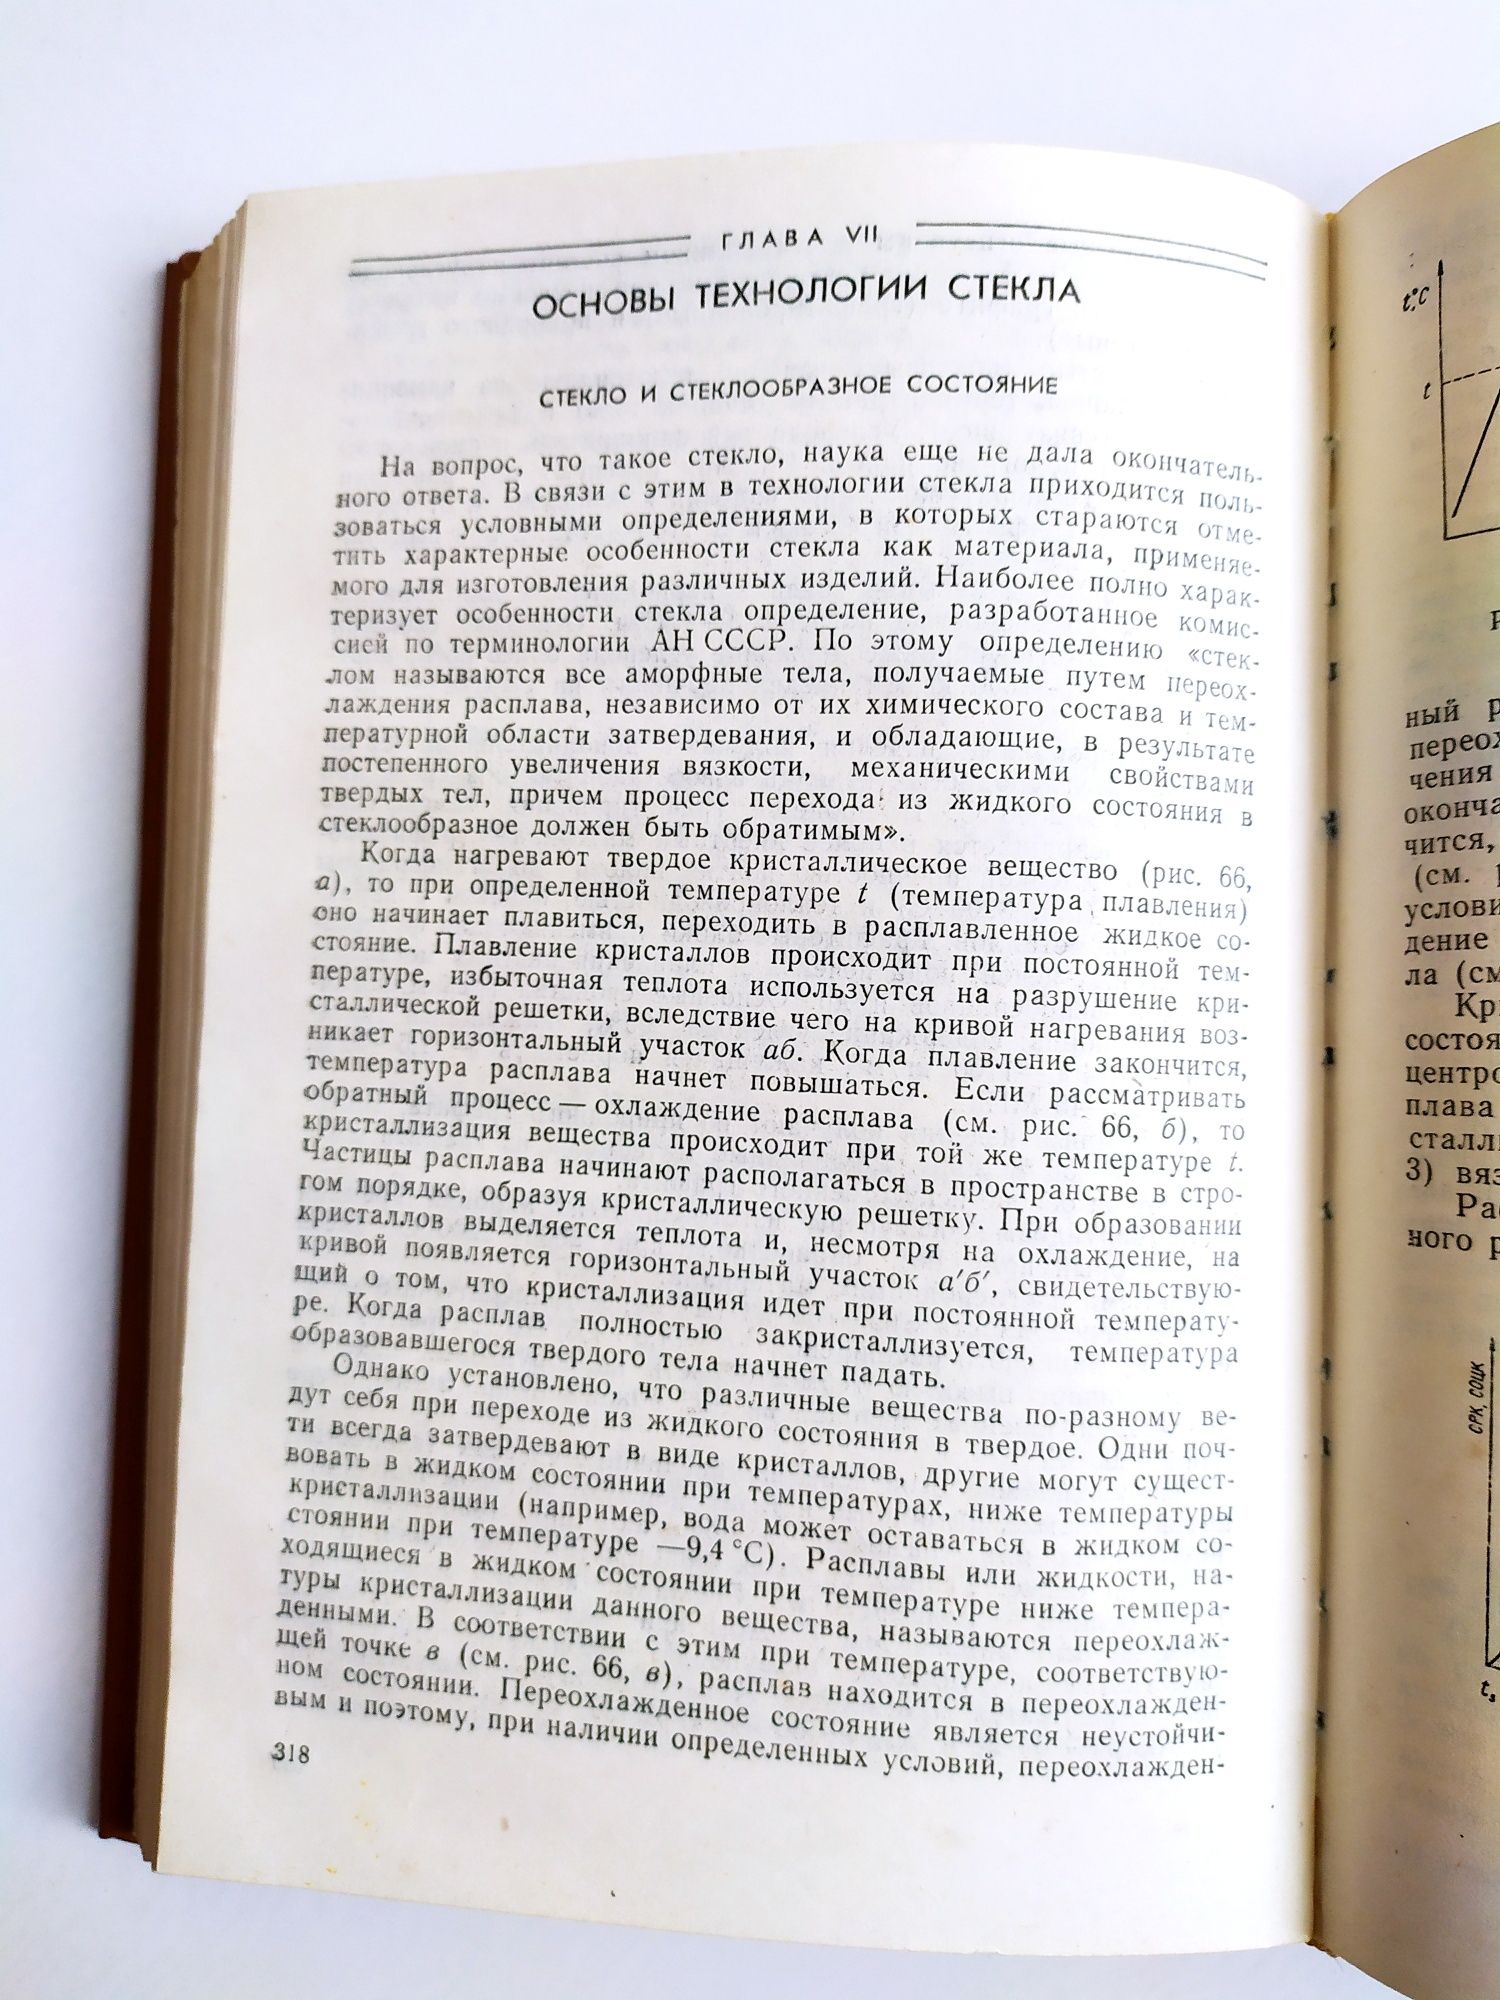 ГЛАВА VII
ОСНОВЫ ТЕХНОЛОГИИ СТЕКЛА
СТЕКЛО И СТЕКЛООБРАЗНОЕ СОСТОЯНИЕ
На вопрос, что такое стекло, наука еще не дала окончатель-
ного ответа. В связи с этим в технологии стекла приходится поль-
зоваться условными определениями, в которых стараются отме-
тить характерные особенности стекла как материала, применяе-
мого для изготовления различных изделий. Наиболее полно харак-
теризует особенности стекла определение, разработанное комис-
сией по терминологии АН СССР. По этому определению «стек-
лом называются все аморфные тела, получаемые путем переох-
лаждения расплава, независимо от их химического состава и тем-
пературной области затвердевания, и обладающие, в результате
постепенного увеличения вязкости, механическими свойствами
твердых тел, причем процесс перехода из жидкого состояния в
стеклообразное должен быть обратимым».
Когда нагревают твердое кристаллическое вещество (рис. 66,
а), то при определенной температуре t (температура плавления)
оно начинает плавиться, переходить в расплавленное жидкое со-
стояние. Плавление кристаллов происходит при постоянной тем-
пературе, избыточная теплота используется на разрушение кри-
сталлической решетки, вследствие чего на кривой нагревания воз-
никает горизонтальный участок аб. Когда плавление закончится,
температура расплава начнет повышаться. Если рассматривать
обратный процесс — охлаждение расплава (см. рис. 66, б), то
кристаллизация вещества происходит при той же температуре t.
Частицы расплава начинают располагаться в пространстве в стро-
гом порядке, образуя кристаллическую решетку. При образовании
кристаллов выделяется теплота и, несмотря на охлаждение, на
кривой появляется горизонтальный участок а′б′, свидетельствую-
щий о том, что кристаллизация идет при постоянной температу-
ре. Когда расплав полностью закристаллизуется, температура
образовавшегося твердого тела начнет падать.
Однако установлено, что различные вещества по-разному ве-
дут себя при переходе из жидкого состояния в твердое. Одни поч-
ти всегда затвердевают в виде кристаллов, другие могут сущест-
вовать в жидком состоянии при температурах, ниже температуры
кристаллизации (например, вода может оставаться в жидком со-
стоянии при температуре —9,4 °С). Расплавы или жидкости, на-
ходящиеся в жидком состоянии при температуре ниже темпера-
туры кристаллизации данного вещества, называются переохлаж-
денными. В соответствии с этим при температуре, соответствую-
щей точке в (см. рис. 66, в), расплав находится в переохлажден-
ном состоянии. Переохлажденное состояние является неустойчи-
вым и поэтому, при наличии определенных условий, переохлажден-
318
t°C
t
ный
чения
чится,
(см.
дение
ла (см
плава
3) вяз
ного
СРК, СОЦК